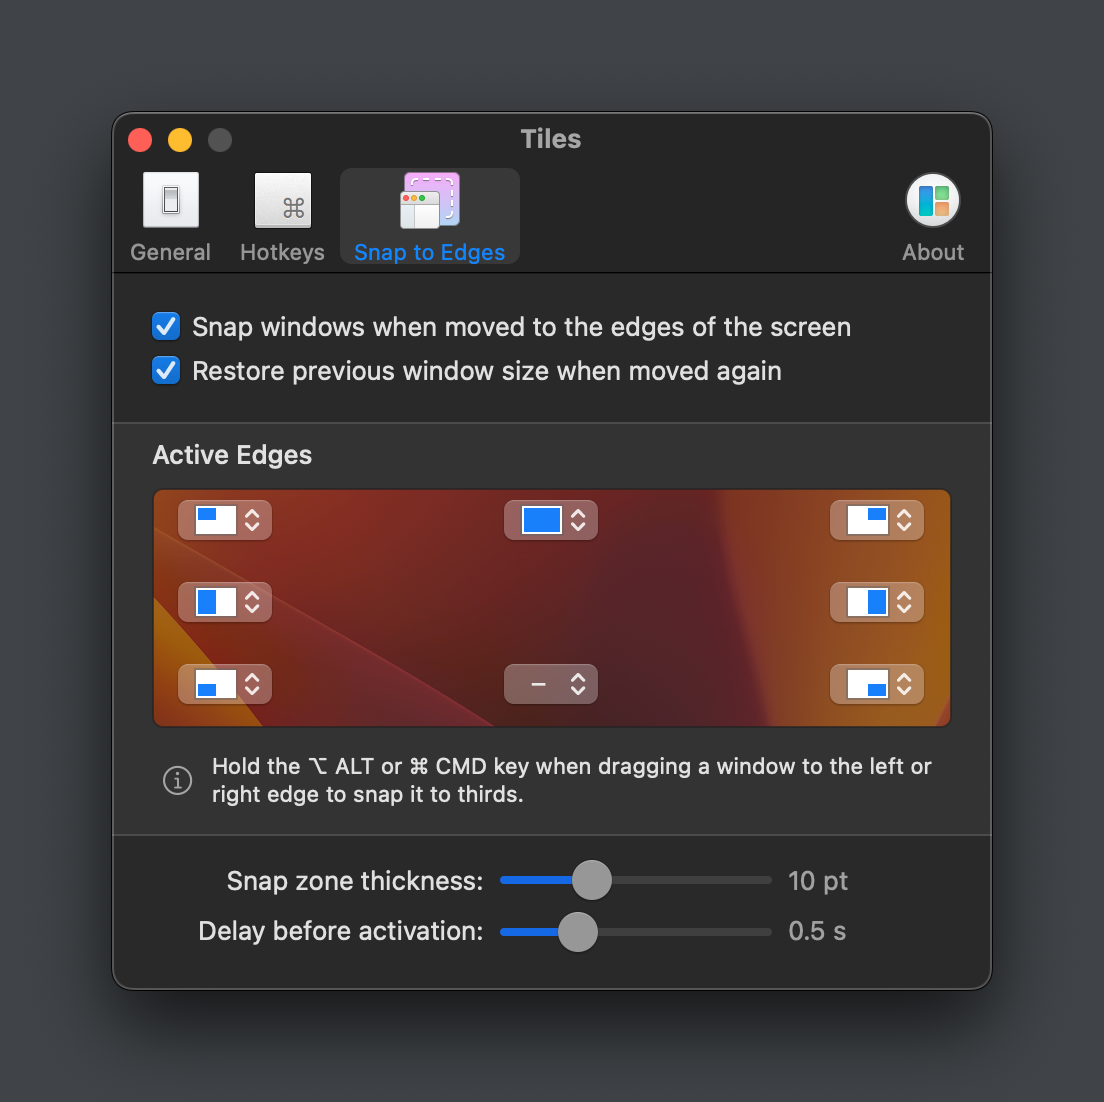 Tiles
General
Hotkeys
Snap to Edges
About
Snap windows when moved to the edges of the screen
Restore previous window size when moved again
Active Edges
Hold the ⌥ ALT or ⌘ CMD key when dragging a window to the left or
right edge to snap it to thirds.
Snap zone thickness: 10 pt
Delay before activation: 0.5 s